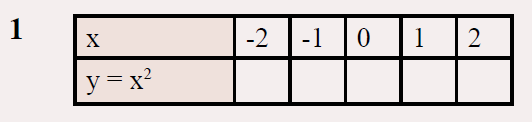 1
x -2 -1 0 1 2
y = x²